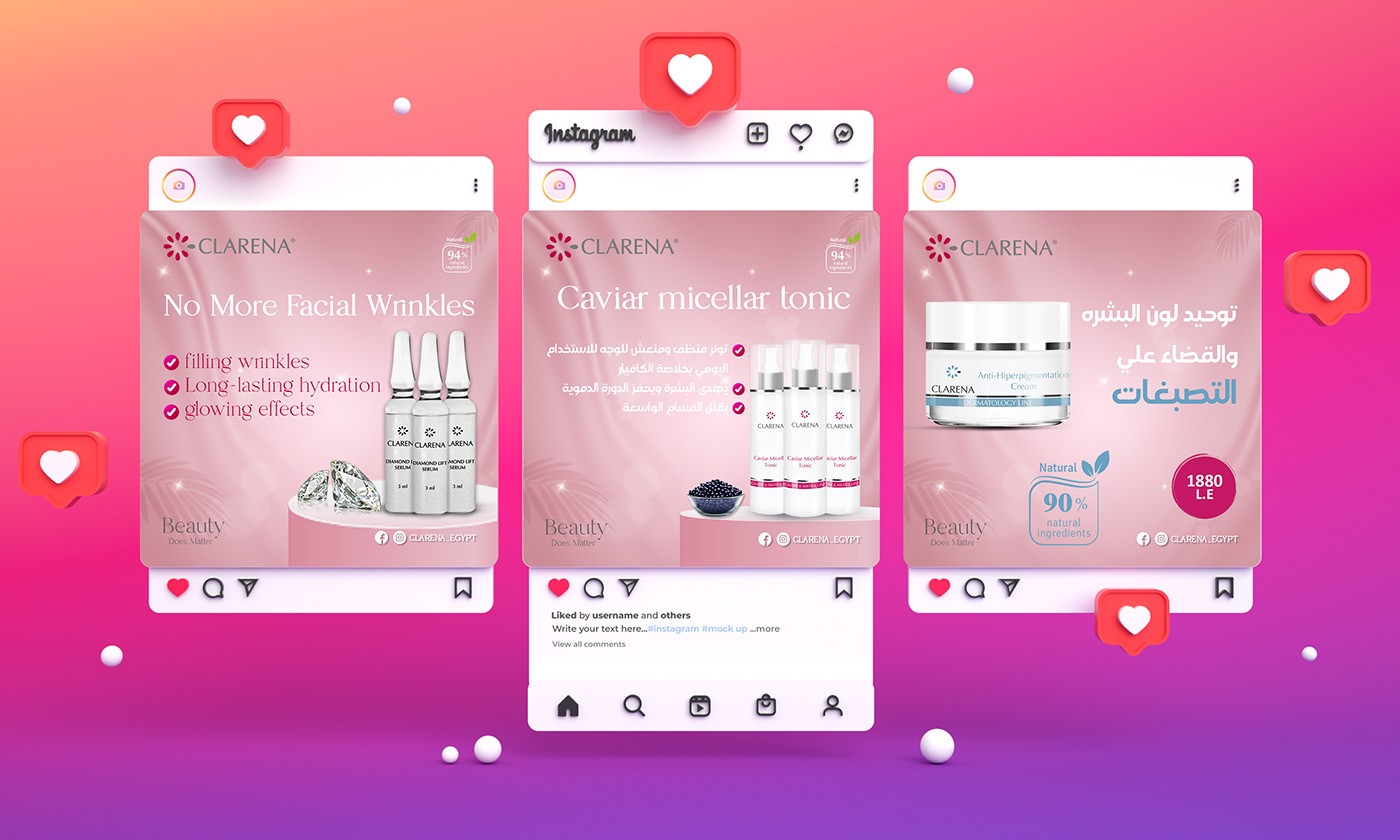 CLARENA®
Natural
94%
natural
ingredients
No More Facial Wrinkles
filling wrinkles
Long-lasting hydration
glowing effects
CLARENA
CLARENA
CLARENA
DIAMOND LIFT
SERUM
3 ml
DIAMOND LIFT
SERUM
3 ml
DIAMOND LIFT
SERUM
3 ml
Beauty
Does Matter
CLARENA_EGYPT
Instagram
CLARENA®
Natural
94%
natural
ingredients
Caviar micellar tonic
تونر منظف ومنعش للوجه للاستخدام
اليومي بخلاصة الكافيار
يهدئ البشرة ويحفز الدورة الدموية
يقلل المسام الواسعة
CLARENA
CLARENA
CLARENA
Caviar Micellar
Tonic
Caviar Micellar
Tonic
Caviar Micellar
Tonic
Beauty
Does Matter
CLARENA_EGYPT
Liked by username and others
Write your text here...#instagram #mock up ...more
View all comments
CLARENA®
توحيد لون البشره
والقضاء علي
التصبغات
CLARENA
Anti-Hiperpigmentation
Cream
DERMATOLOGY LINE
Natural
90%
natural
ingredients
1880
L.E
Beauty
Does Matter
CLARENA_EGYPT